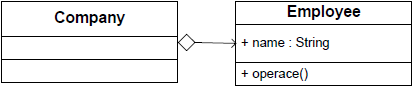 Company
Employee
+ name : String
+ operace()